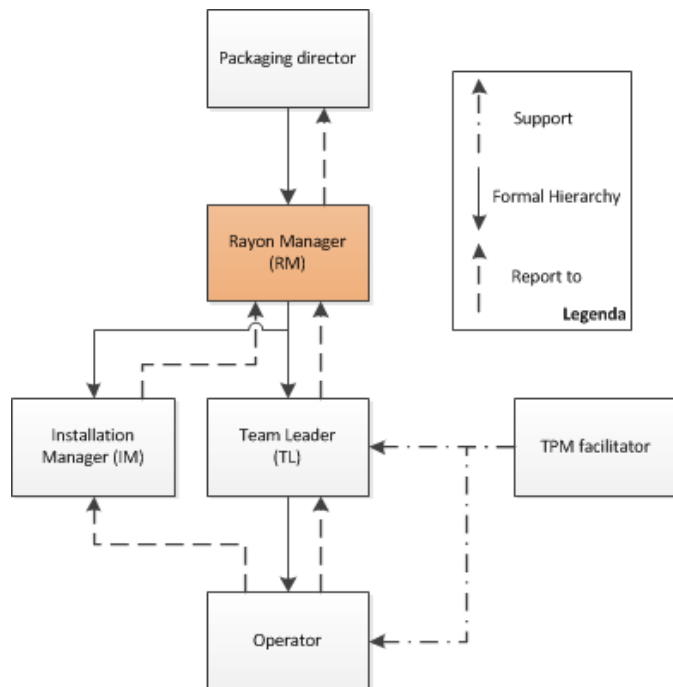 Packaging director
Support
Formal Hierarchy
Rayon Manager
(RM)
Report to
Legenda
Installation
Manager (IM)
Team Leader
(TL)
TPM facilitator
Operator